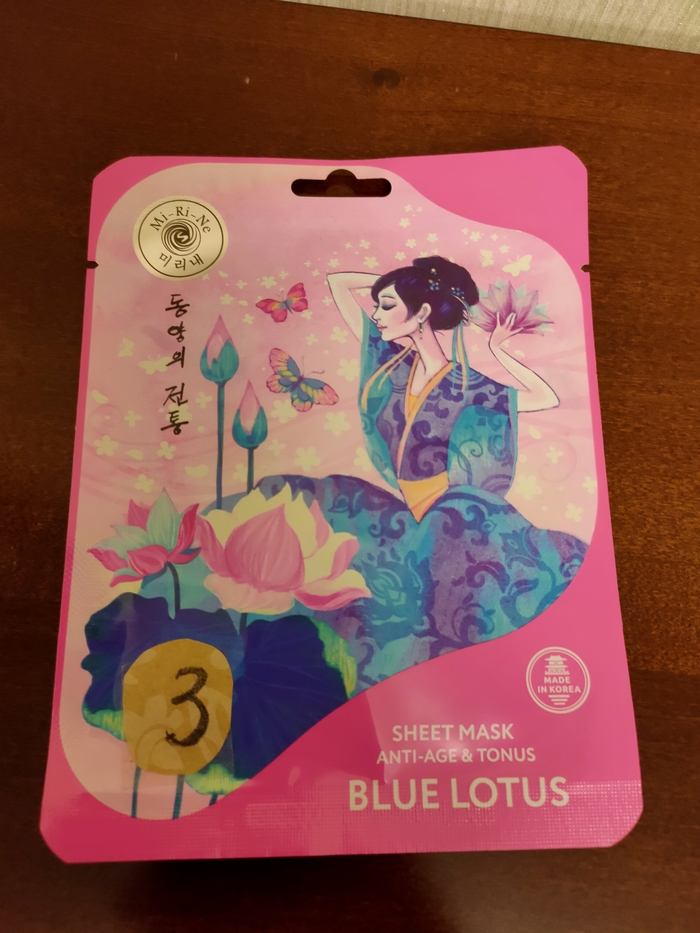 Mi-Ri-Ne
미리내
동양의 전통
3
MADE
IN KOREA
SHEET MASK
ANTI-AGE & TONUS
BLUE LOTUS